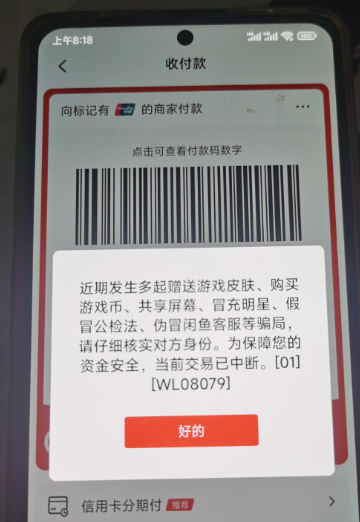 上午8:18
收付款
向标记有 的商家付款
点击可查看付款码数字
近期发生多起赠送游戏皮肤、购买
游戏币、共享屏幕、冒充明星、假
冒公检法、伪冒闲鱼客服等骗局，
请仔细核实对方身份。为保障您的
资金安全，当前交易已中断。[01]
[WL08079]
好的
信用卡分期付 推荐